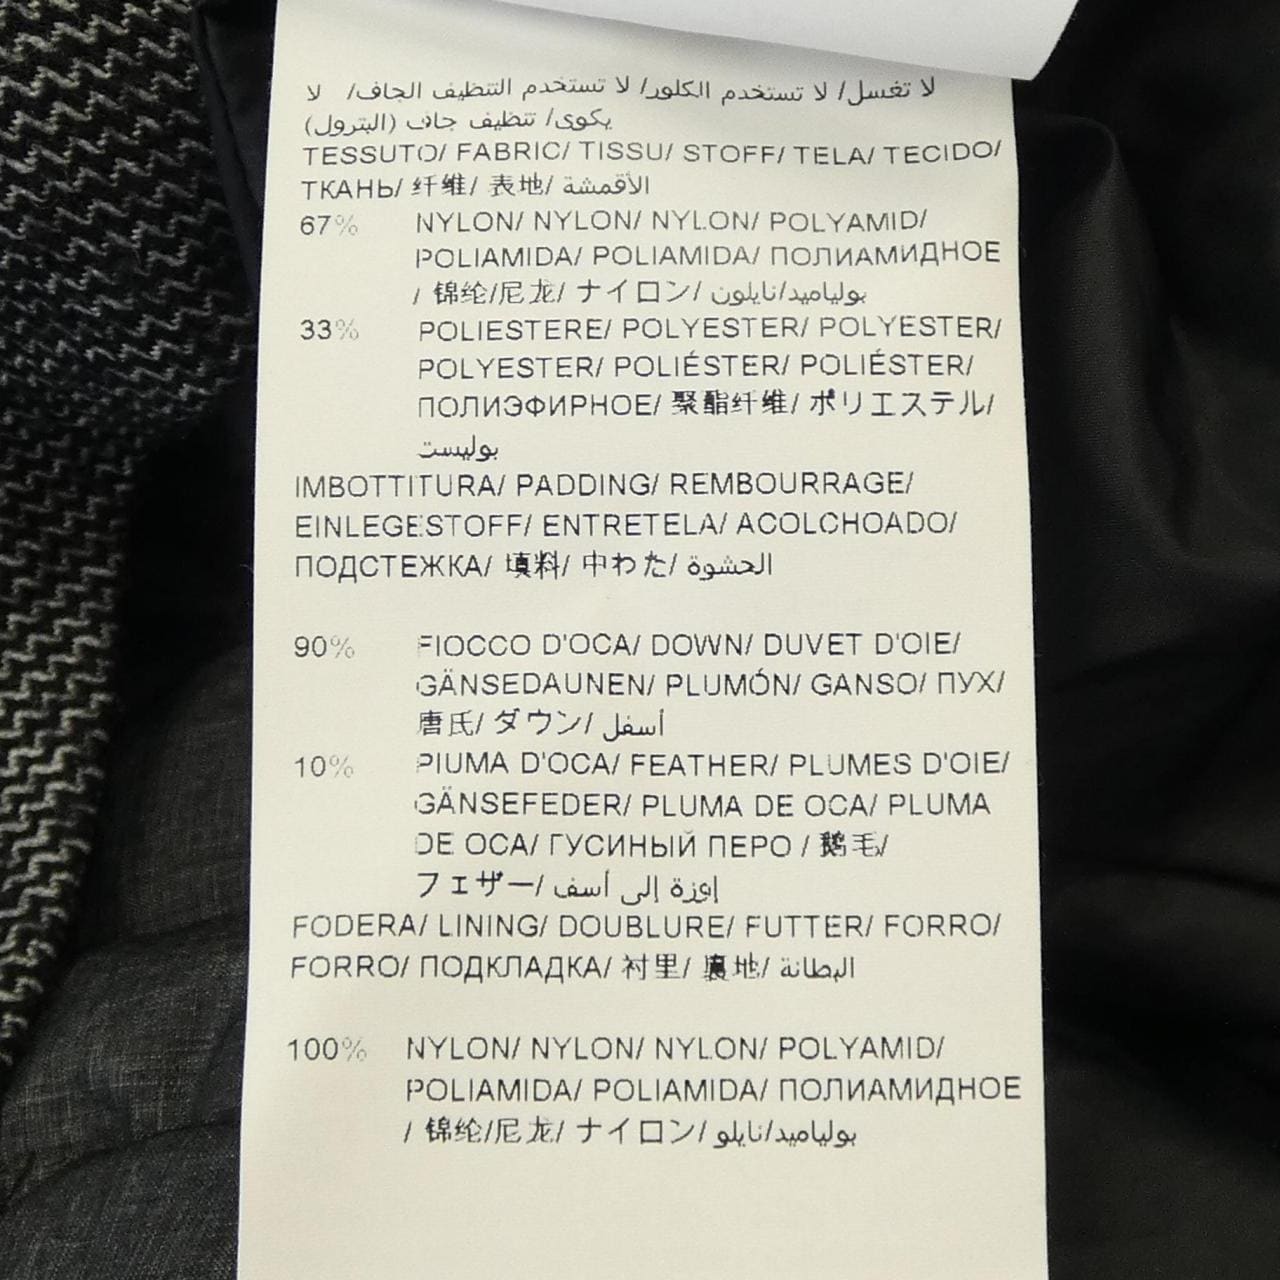 لا تغسل/ لا تستخدم الكلور/ لا تستخدم التنظيف الجاف/ لا
يكوى/ تنظيف جاف (البترول)
TESSUTO/ FABRIC/ TISSU/ STOFF/ TELA/ TECIDO/
ТКАНЬ/ 纤维/ 表地/ الأقمشة
67% NYLON/ NYLON/ NYLON/ POLYAMID/
POLIAMIDA/ POLIAMIDA/ ПОЛИАМИДНОЕ
/ 锦纶/尼龙/ ナイロン/ بولياميد/نايلون
33% POLIESTERE/ POLYESTER/ POLYESTER/
POLYESTER/ POLIÉSTER/ POLIÉSTER/
ПОЛИЭФИРНОЕ/ 聚酯纤维/ ポリエステル/
بوليست
IMBOTTITURA/ PADDING/ REMBOURRAGE/
EINLEGESTOFF/ ENTRETELA/ ACOLCHOADO/
ПОДСТЕЖКА/ 填料/ 中わた/ الحشوة
90% FIOCCO D'OCA/ DOWN/ DUVET D'OIE/
GÄNSEDAUNEN/ PLUMÓN/ GANSO/ ПУХ/
唐氏/ ダウン/ أسفل
10% PIUMA D'OCA/ FEATHER/ PLUMES D'OIE/
GÄNSEFEDER/ PLUMA DE OCA/ PLUMA
DE OCA/ ГУСИНЫЙ ПЕРО / 鹅毛/
フェザー/ إوزة إلى أسف
FODERA/ LINING/ DOUBLURE/ FUTTER/ FORRO/
FORRO/ ПОДКЛАДКА/ 衬里/ 裏地/ البطانة
100% NYLON/ NYLON/ NYLON/ POLYAMID/
POLIAMIDA/ POLIAMIDA/ ПОЛИАМИДНОЕ
/ 锦纶/尼龙/ ナイロン/ بولياميد/نايلو